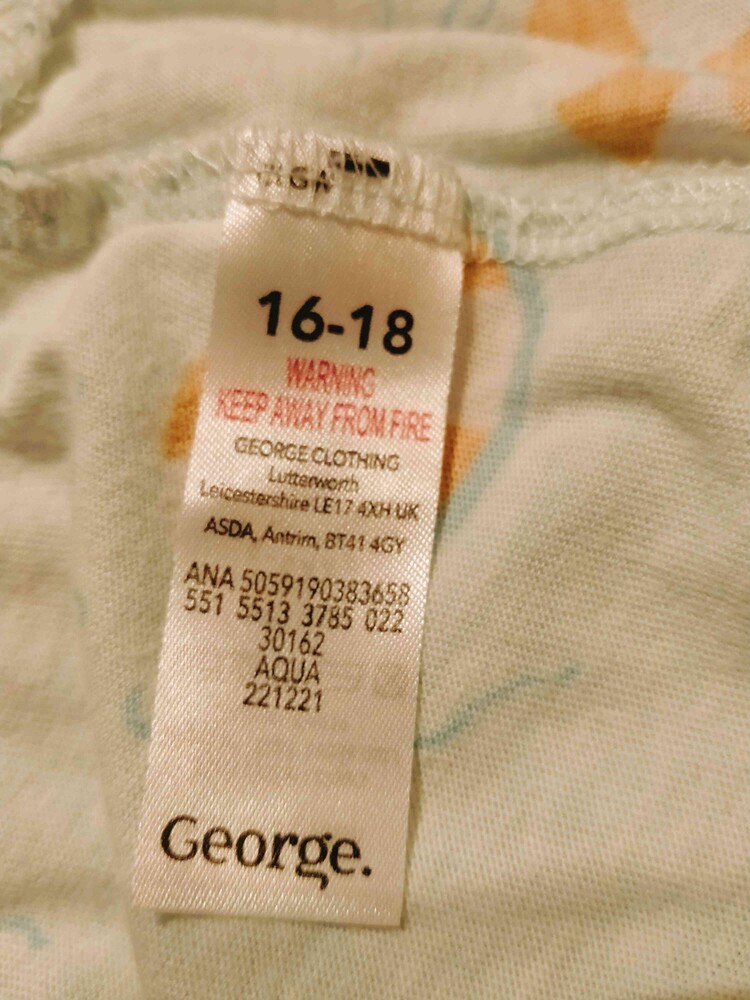 16-18
WARNING
KEEP AWAY FROM FIRE
GEORGE CLOTHING
Lutterworth
Leicestershire LE17 4XH UK
ASDA, Antrim, BT41 4GY
ANA 5059190383658
551 5513 3785 022
30162
AQUA
221221
George.